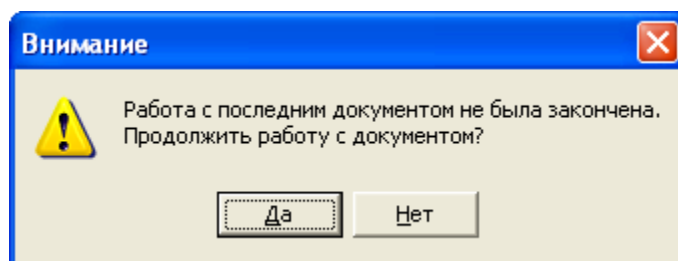 Внимание
Работа с последним документом не была закончена.
Продолжить работу с документом?
Да
Нет